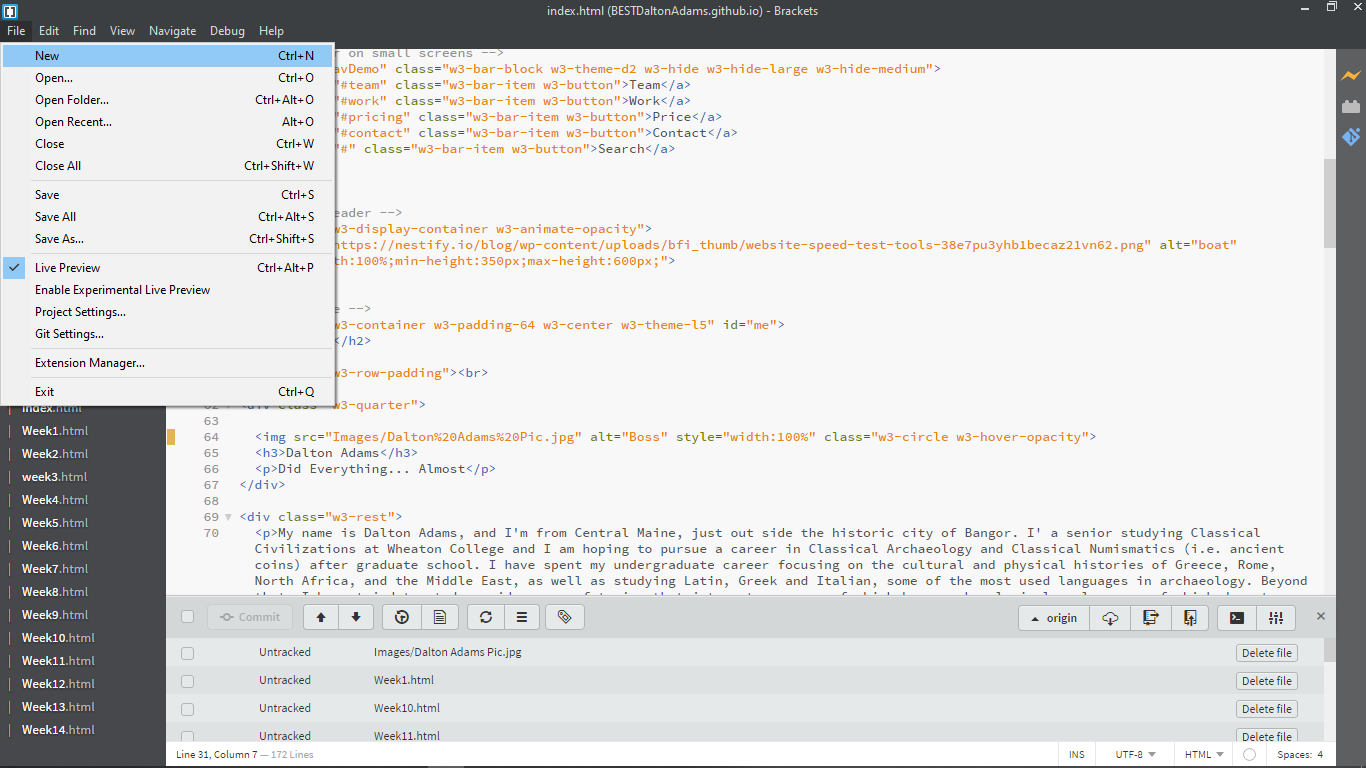 index.html (BESTDaltonAdams.github.io) - Brackets
File Edit Find View Navigate Debug Help
New Ctrl+N
Open... Ctrl+O
Open Folder... Ctrl+Alt+O
Open Recent... Alt+O
Close Ctrl+W
Close All Ctrl+Shift+W
Save Ctrl+S
Save All Ctrl+Alt+S
Save As... Ctrl+Shift+S
Live Preview Ctrl+Alt+P
Enable Experimental Live Preview
Project Settings...
Git Settings...
Extension Manager...
Exit Ctrl+Q
index.html
Week1.html
Week2.html
week3.html
Week4.html
Week5.html
Week6.html
Week7.html
Week8.html
Week9.html
Week10.html
Week11.html
Week12.html
Week13.html
Week14.html
on small screens -->
avDemo" class="w3-bar-block w3-theme-d2 w3-hide w3-hide-large w3-hide-medium">
"#team" class="w3-bar-item w3-button">Team</a>
"#work" class="w3-bar-item w3-button">Work</a>
"#pricing" class="w3-bar-item w3-button">Price</a>
"#contact" class="w3-bar-item w3-button">Contact</a>
"#" class="w3-bar-item w3-button">Search</a>
eader -->
w3-display-container w3-animate-opacity">
https://nestify.io/blog/wp-content/uploads/bfi_thumb/website-speed-test-tools-38e7pu3yhb1becaz21vn62.png" alt="boat"
th:100%;min-height:350px;max-height:600px;">
e -->
w3-container w3-padding-64 w3-center w3-theme-l5" id="me">
</h2>
w3-row-padding"><br>
62 <div class="w3-quarter">
63
64 <img src="Images/Dalton%20Adams%20Pic.jpg" alt="Boss" style="width:100%" class="w3-circle w3-hover-opacity">
65 <h3>Dalton Adams</h3>
66 <p>Did Everything... Almost</p>
67 </div>
68
69 <div class="w3-rest">
70 <p>My name is Dalton Adams, and I'm from Central Maine, just out side the historic city of Bangor. I' a senior studying Classical
Civilizations at Wheaton College and I am hoping to pursue a career in Classical Archaeology and Classical Numismatics (i.e. ancient
coins) after graduate school. I have spent my undergraduate career focusing on the cultural and physical histories of Greece, Rome,
North Africa, and the Middle East, as well as studying Latin, Greek and Italian, some of the most used languages in archaeology. Beyond
Commit
origin
Untracked Images/Dalton Adams Pic.jpg Delete file
Untracked Week1.html Delete file
Untracked Week10.html Delete file
Untracked Week11.html Delete file
Line 31, Column 7 — 172 Lines INS UTF-8 HTML Spaces: 4